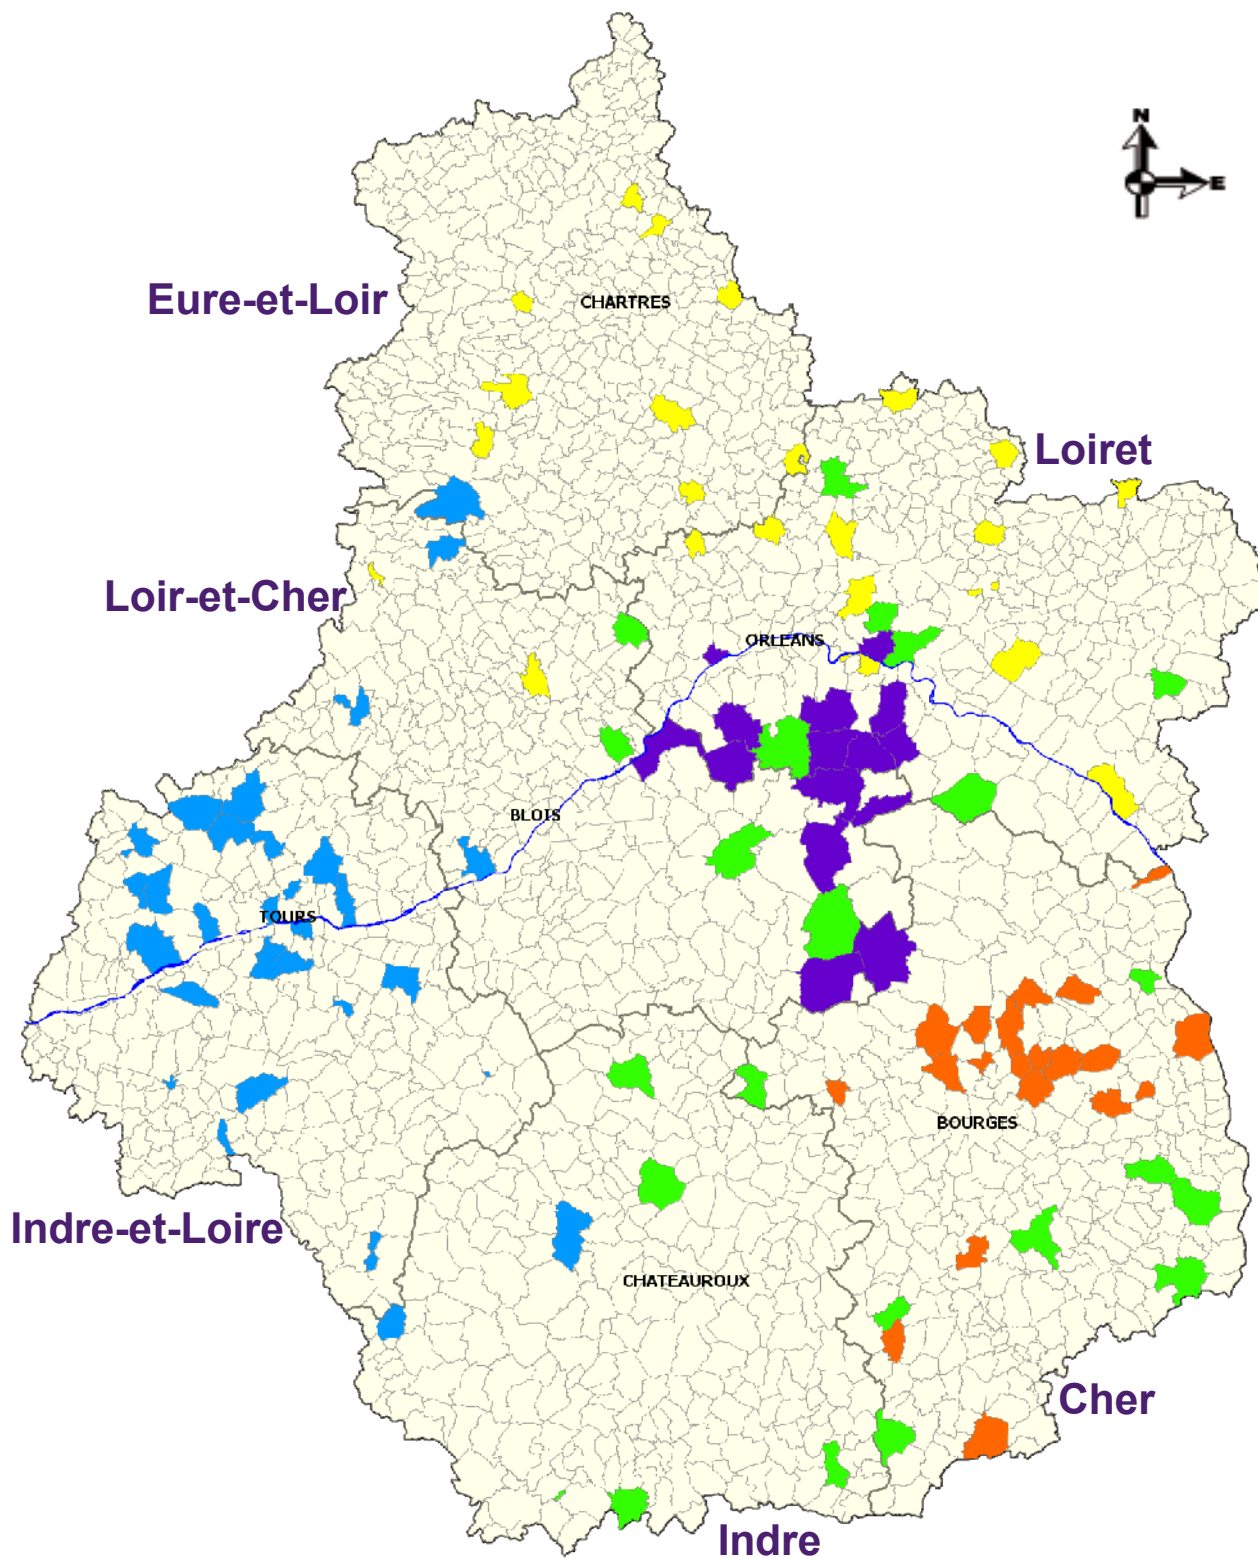 N
E
Eure-et-Loir
CHARTRES
Loiret
Loir-et-Cher
ORLEANS
BLOIS
TOURS
BOURGES
Indre-et-Loire
CHATEAUROUX
Cher
Indre